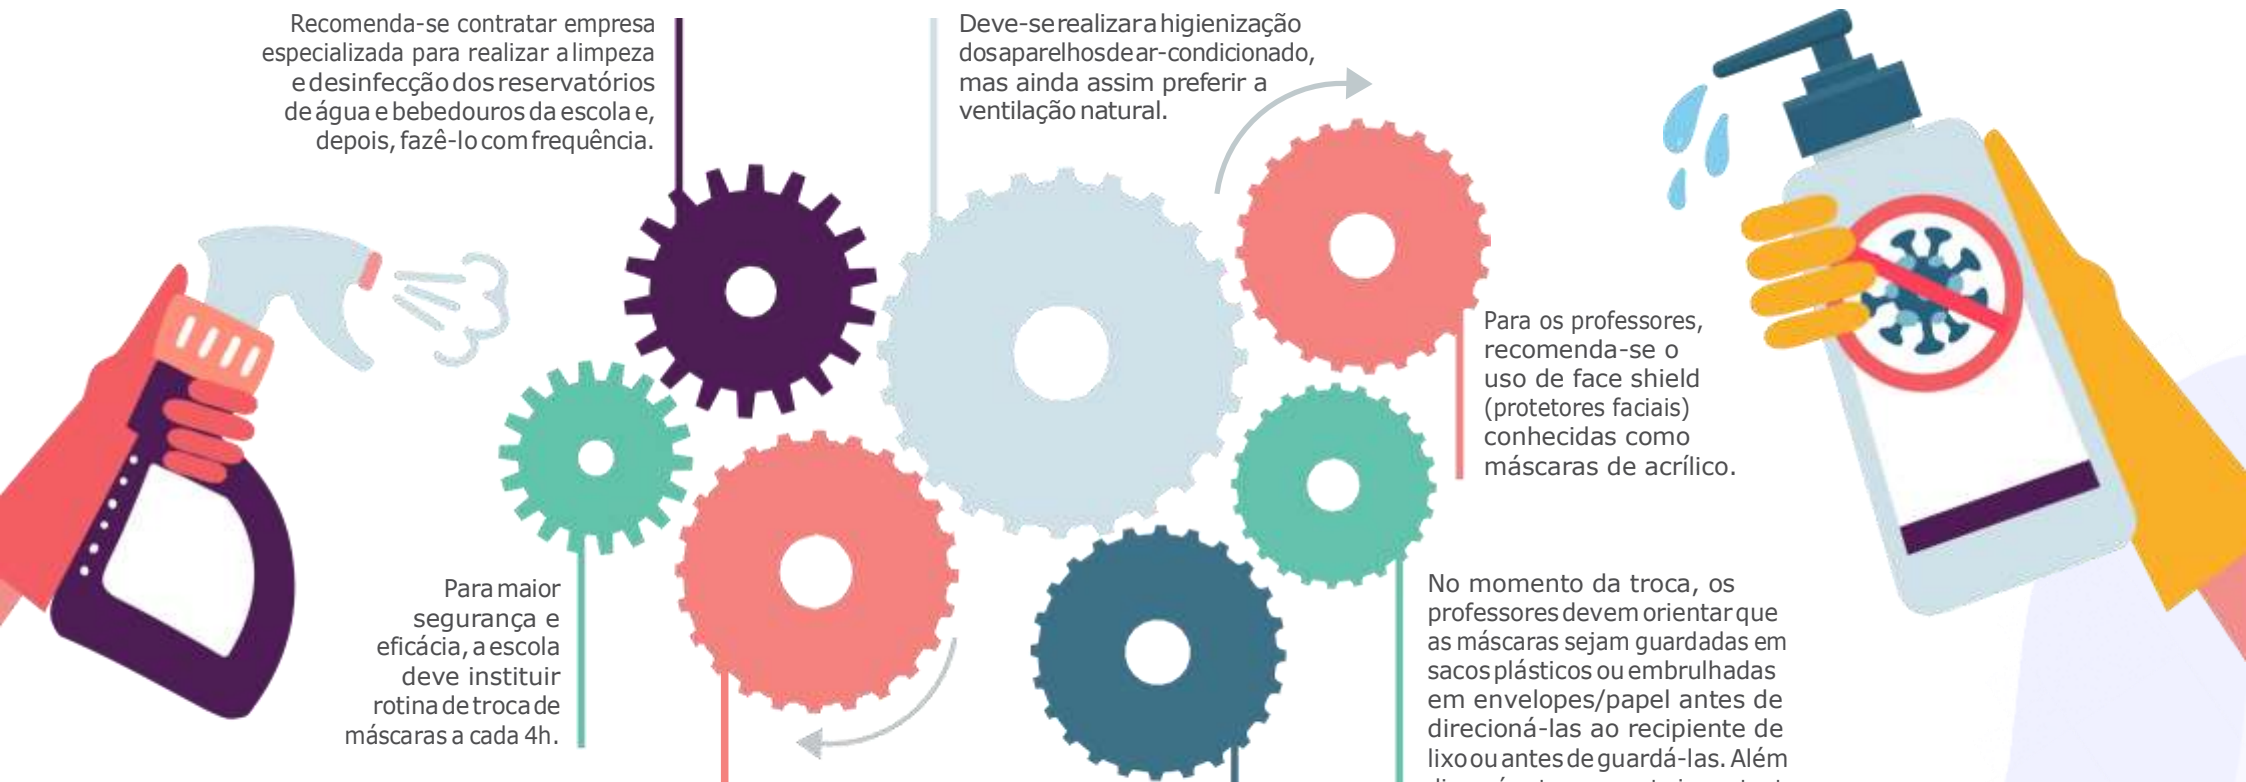 Recomenda-se contratar empresa
especializada para realizar a limpeza
e desinfecção dos reservatórios
de água e bebedouros da escola e,
depois, fazê-lo com frequência.
Deve-se realizar a higienização
dos aparelhos de ar-condicionado,
mas ainda assim preferir a
ventilação natural.
Para os professores,
recomenda-se o
uso de face shield
(protetores faciais)
conhecidas como
máscaras de acrílico.
Para maior
segurança e
eficácia, a escola
deve instituir
rotina de troca de
máscaras a cada 4h.
No momento da troca, os
professores devem orientar que
as máscaras sejam guardadas em
sacos plásticos ou embrulhadas
em envelopes/papel antes de
direcioná-las ao recipiente de
lixo ou antes de guardá-las. Além